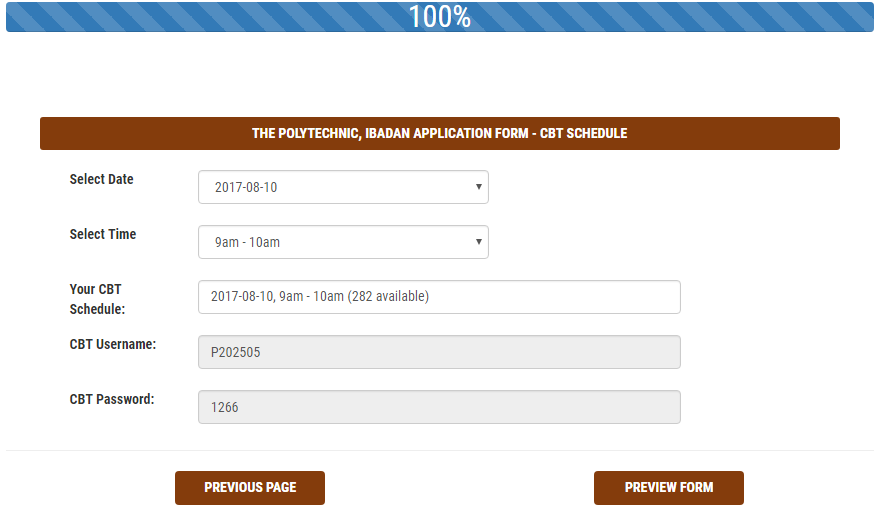 100%
THE POLYTECHNIC, IBADAN APPLICATION FORM - CBT SCHEDULE
Select Date
2017-08-10
Select Time
9am - 10am
Your CBT
Schedule:
2017-08-10, 9am - 10am (282 available)
CBT Username:
P202505
CBT Password:
1266
PREVIOUS PAGE
PREVIEW FORM